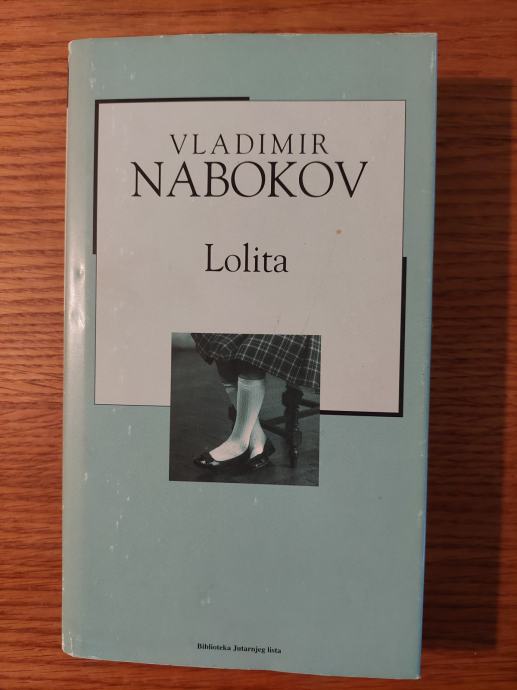 VLADIMIR
NABOKOV
Lolita
Biblioteka Jutarnjeg lista